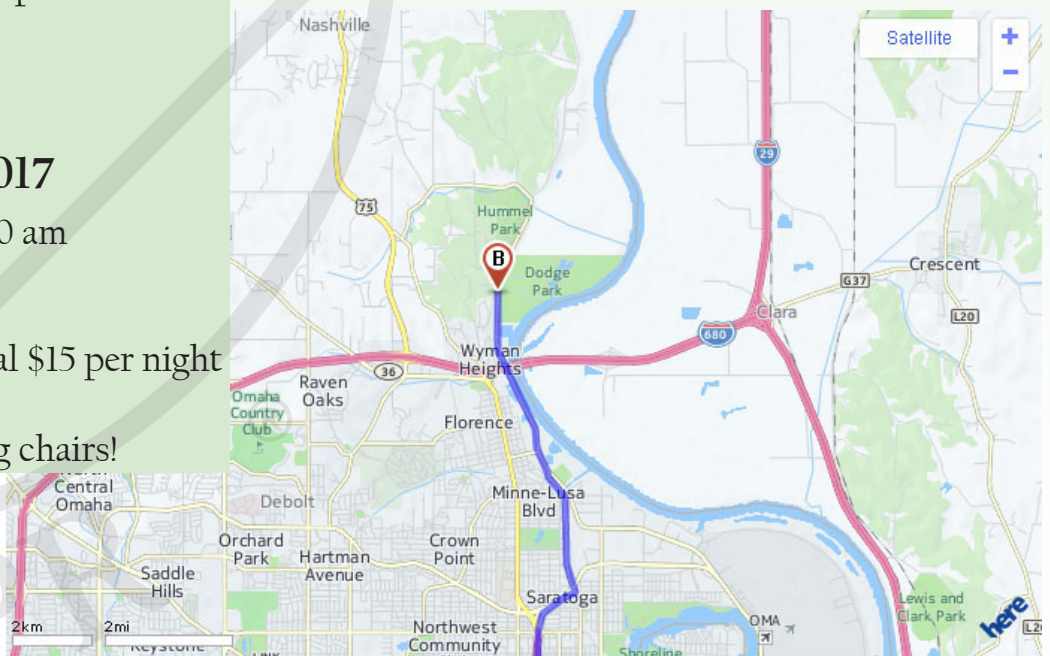 017
0 am
al $15 per night
g chairs!
Nashville
Satellite
+
−
29
75
Hummel
Park
B
Dodge
Park
Crescent
G37
L20
Clara
680
Wyman
Heights
36
Raven
Oaks
Omaha
Country
Club
Florence
Central
Omaha
Debolt
Minne-Lusa
Blvd
Orchard
Park
Hartman
Avenue
Crown
Point
Saddle
Hills
Saratoga
Lewis and
Clark Park
here
2km
2mi
Northwest
Community
OMA
Keystone
Shoreline